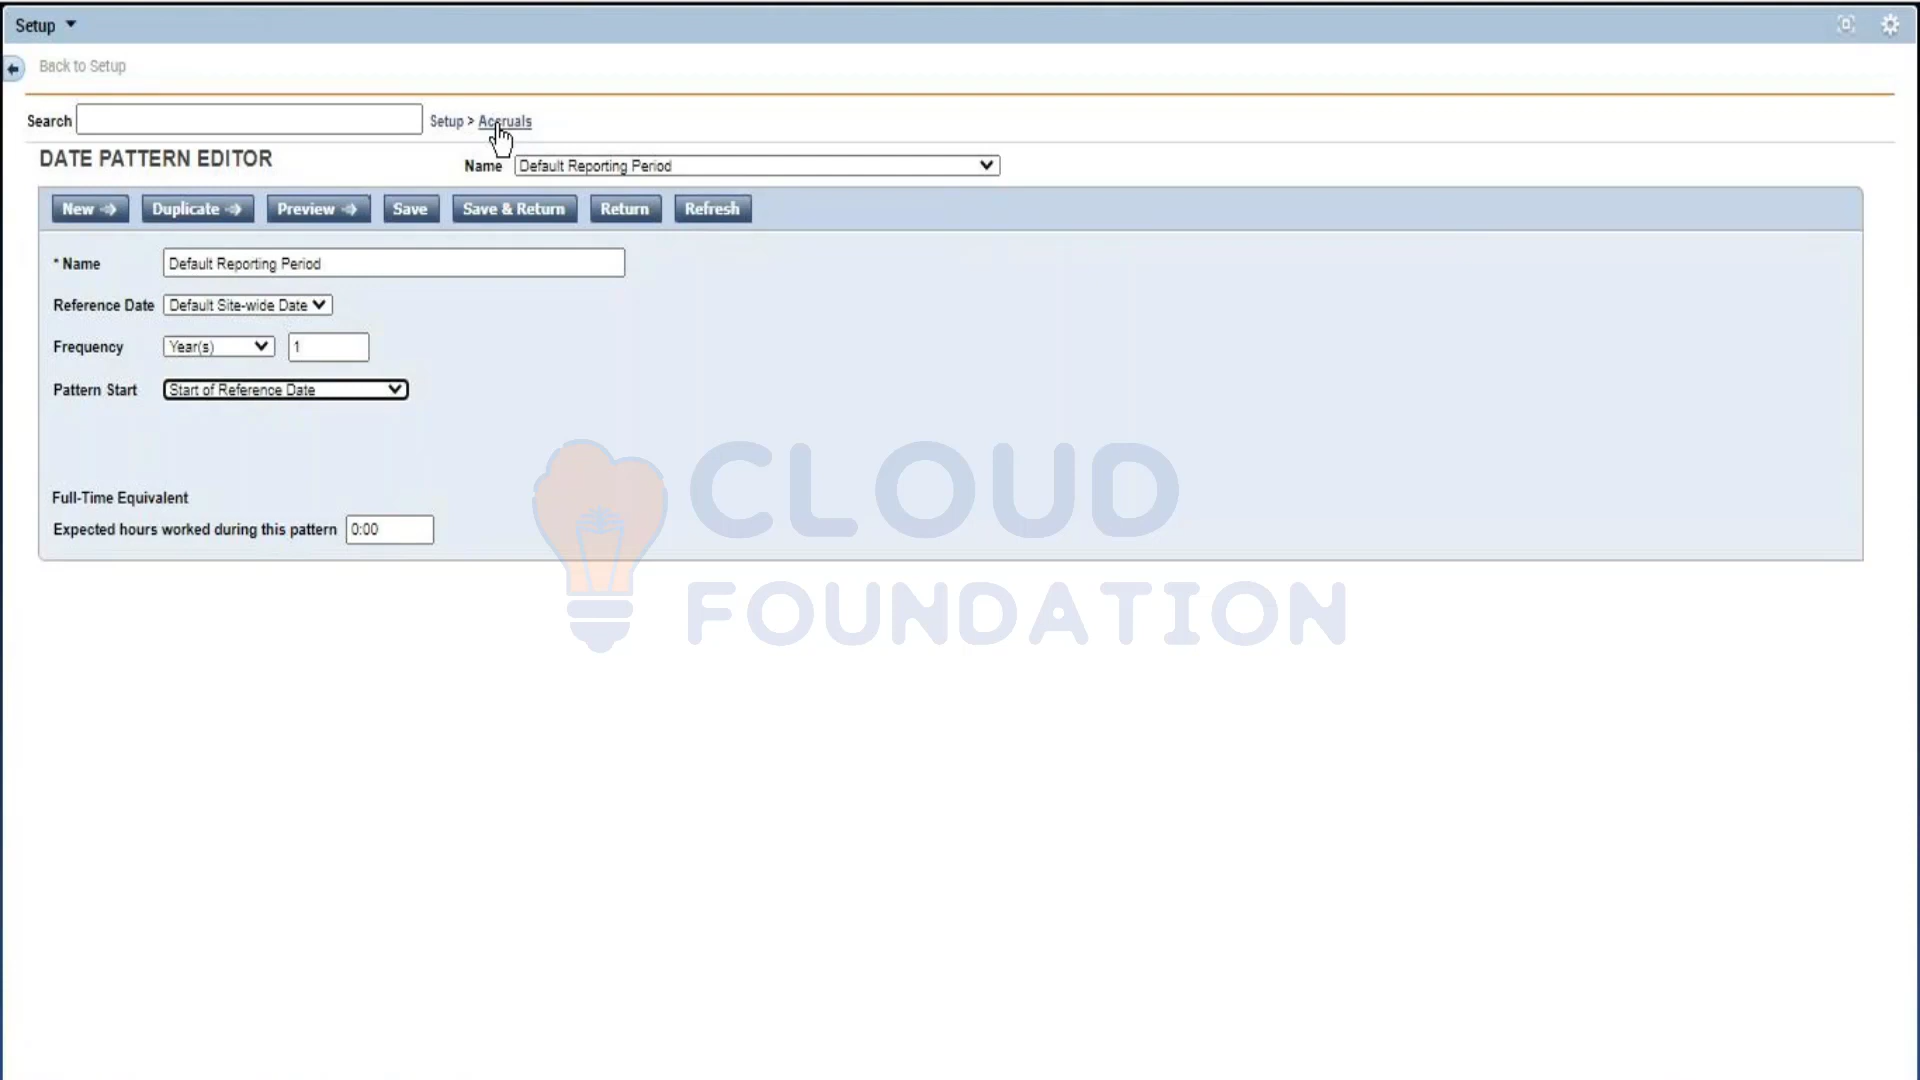 Setup
Back to Setup
Search
Setup > Accruals
DATE PATTERN EDITOR
Name Default Reporting Period
New Duplicate Preview Save Save & Return Return Refresh
* Name Default Reporting Period
Reference Date Default Site-wide Date
Frequency Year(s) 1
Pattern Start Start of Reference Date
CLOUD
FOUNDATION
Full-Time Equivalent
Expected hours worked during this pattern 0:00